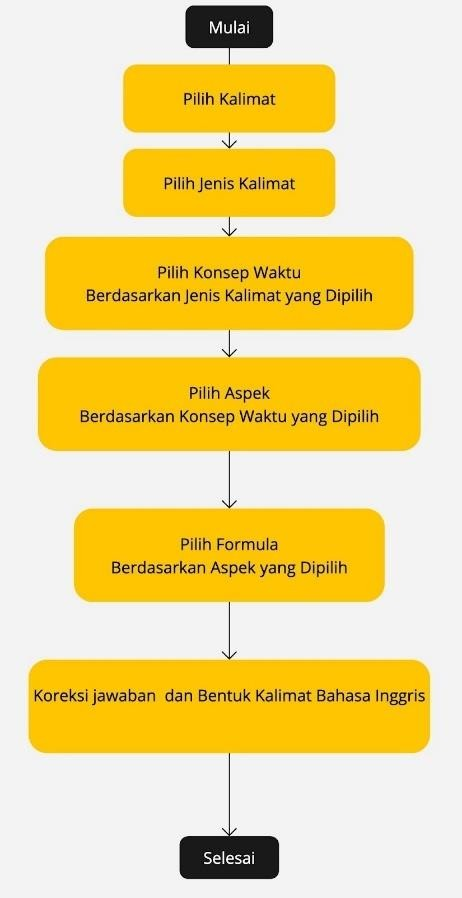 Mulai
Pilih Kalimat
Pilih Jenis Kalimat
Pilih Konsep Waktu
Berdasarkan Jenis Kalimat yang Dipilih
Pilih Aspek
Berdasarkan Konsep Waktu yang Dipilih
Pilih Formula
Berdasarkan Aspek yang Dipilih
Koreksi jawaban  dan Bentuk Kalimat Bahasa Inggris
Selesai